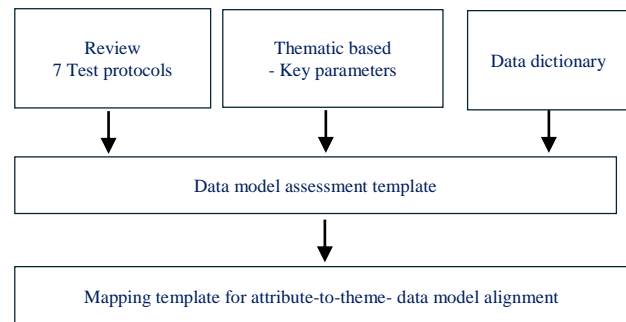 Review
7 Test protocols
Thematic based
- Key parameters
Data dictionary
Data model assessment template
Mapping template for attribute-to-theme- data model alignment